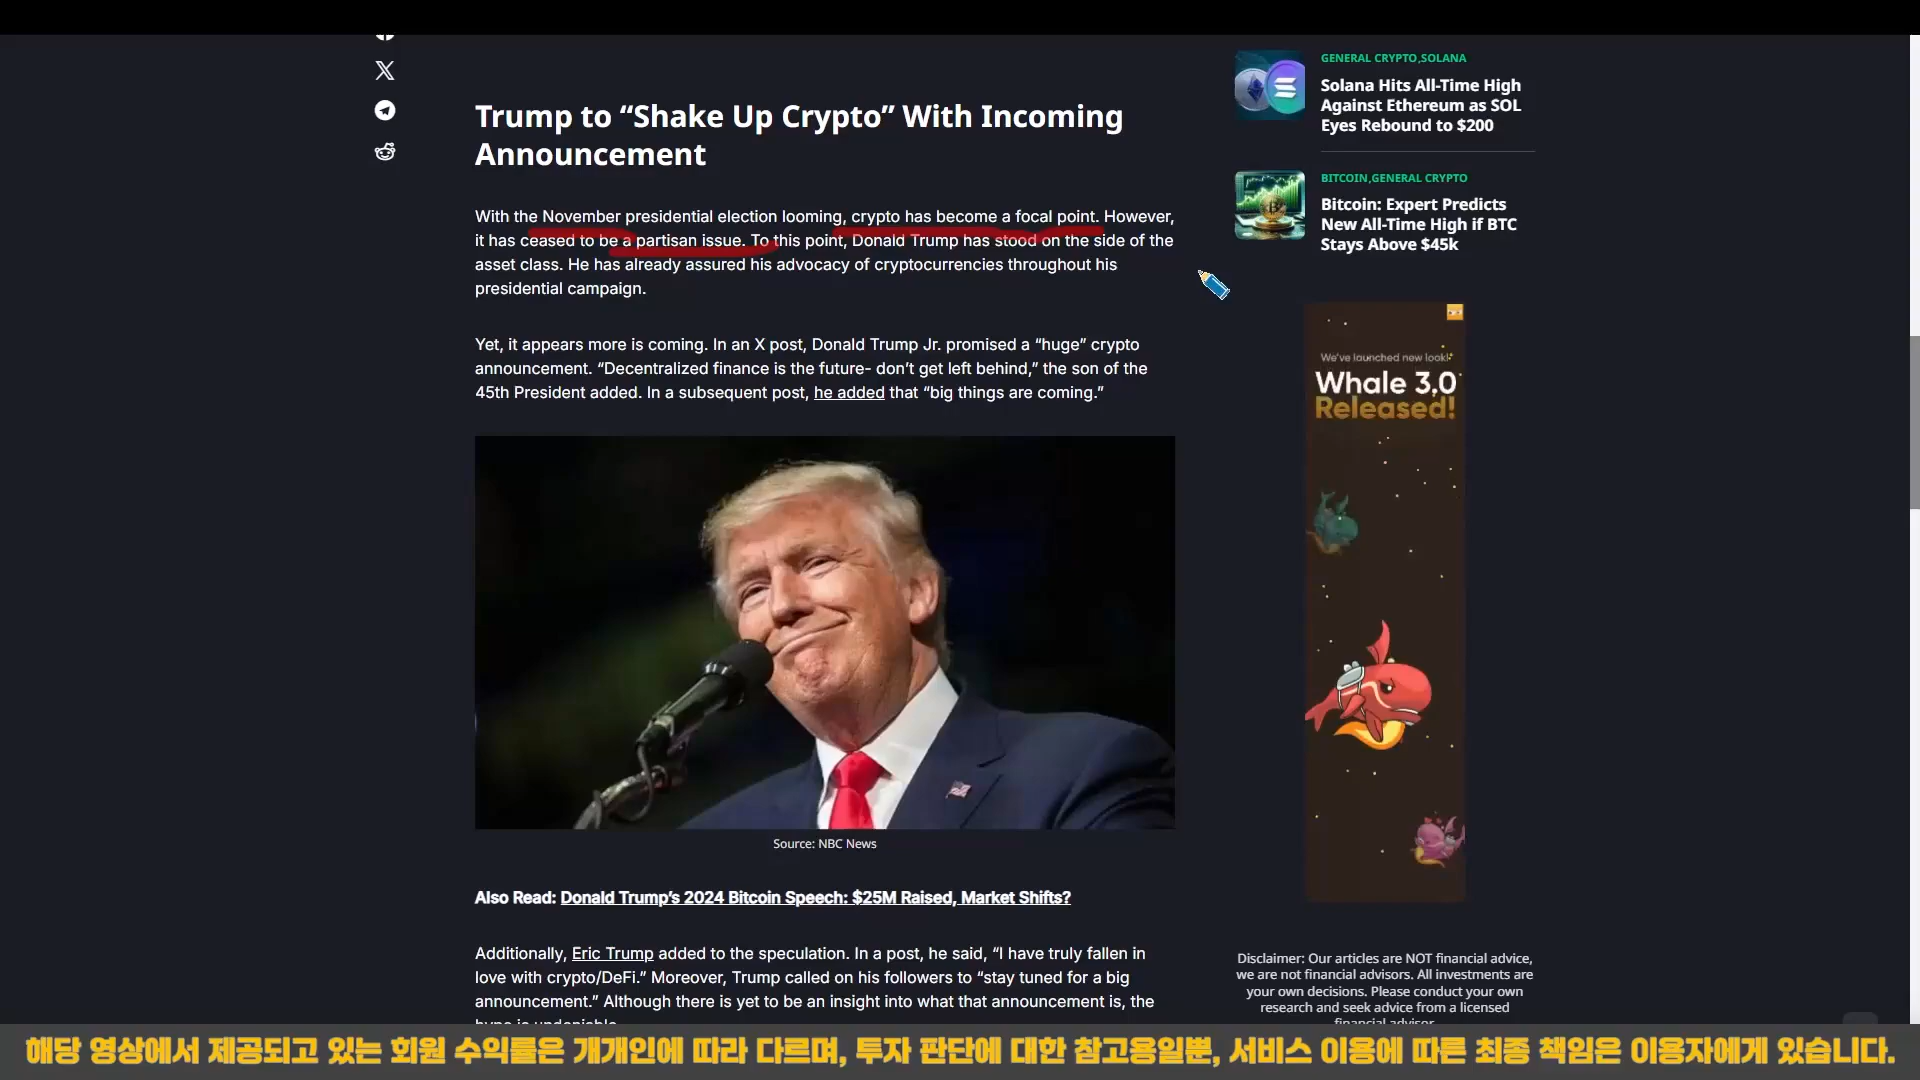 Trump to “Shake Up Crypto” With Incoming
Announcement
With the November presidential election looming, crypto has become a focal point. However,
it has ceased to be a partisan issue. To this point, Donald Trump has stood on the side of the
asset class. He has already assured his advocacy of cryptocurrencies throughout his
presidential campaign.
Yet, it appears more is coming. In an X post, Donald Trump Jr. promised a “huge” crypto
announcement. “Decentralized finance is the future- don’t get left behind,” the son of the
45th President added. In a subsequent post, he added that “big things are coming.”
Source: NBC News
Also Read: Donald Trump’s 2024 Bitcoin Speech: $25M Raised, Market Shifts?
Additionally, Eric Trump added to the speculation. In a post, he said, “I have truly fallen in
love with crypto/DeFi.” Moreover, Trump called on his followers to “stay tuned for a big
announcement.” Although there is yet to be an insight into what that announcement is, the
hype is undeniable.
GENERAL CRYPTO,SOLANA
Solana Hits All-Time High
Against Ethereum as SOL
Eyes Rebound to $200
BITCOIN,GENERAL CRYPTO
Bitcoin: Expert Predicts
New All-Time High if BTC
Stays Above $45k
We’ve launched new look!
Whale 3.0
Released!
Disclaimer: Our articles are NOT financial advice,
we are not financial advisors. All investments are
your own decisions. Please conduct your own
research and seek advice from a licensed
financial advisor.
해당 영상에서 제공되고 있는 회원 수익률은 개개인에 따라 다르며, 투자 판단에 대한 참고용일뿐, 서비스 이용에 따른 최종 책임은 이용자에게 있습니다.